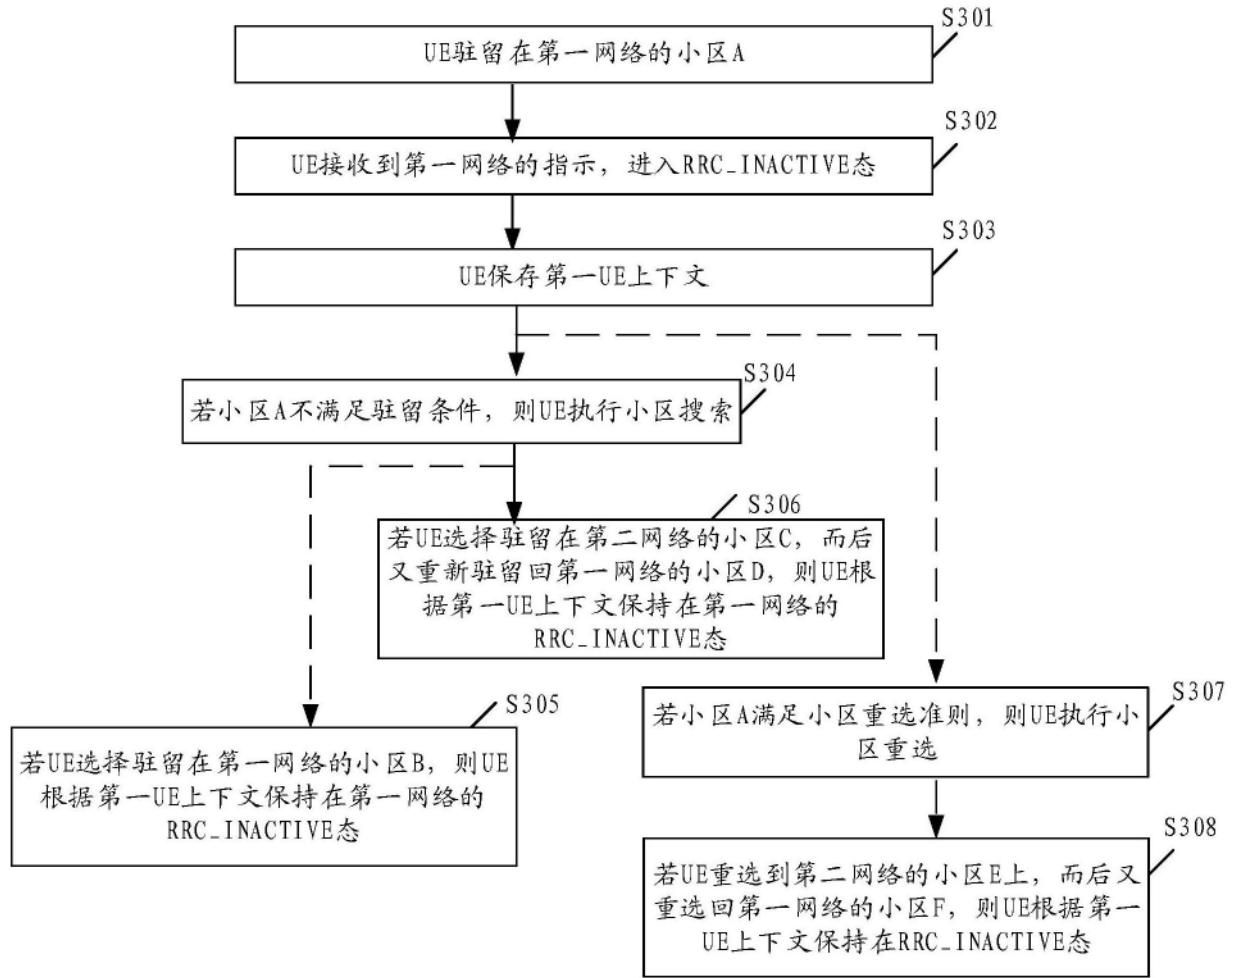 S301
UE驻留在第一网络的小区A
S302
UE接收到第一网络的指示，进入RRC_INACTIVE态
S303
UE保存第一UE上下文
S304
若小区A不满足驻留条件，则UE执行小区搜索
S306
若UE选择驻留在第二网络的小区C，而后
又重新驻留回第一网络的小区D，则UE根
据第一UE上下文保持在第一网络的
RRC_INACTIVE态
S305
若UE选择驻留在第一网络的小区B，则UE
根据第一UE上下文保持在第一网络的
RRC_INACTIVE态
S307
若小区A满足小区重选准则，则UE执行小
区重选
S308
若UE重选到第二网络的小区E上，而后又
重选回第一网络的小区F，则UE根据第一
UE上下文保持在RRC_INACTIVE态